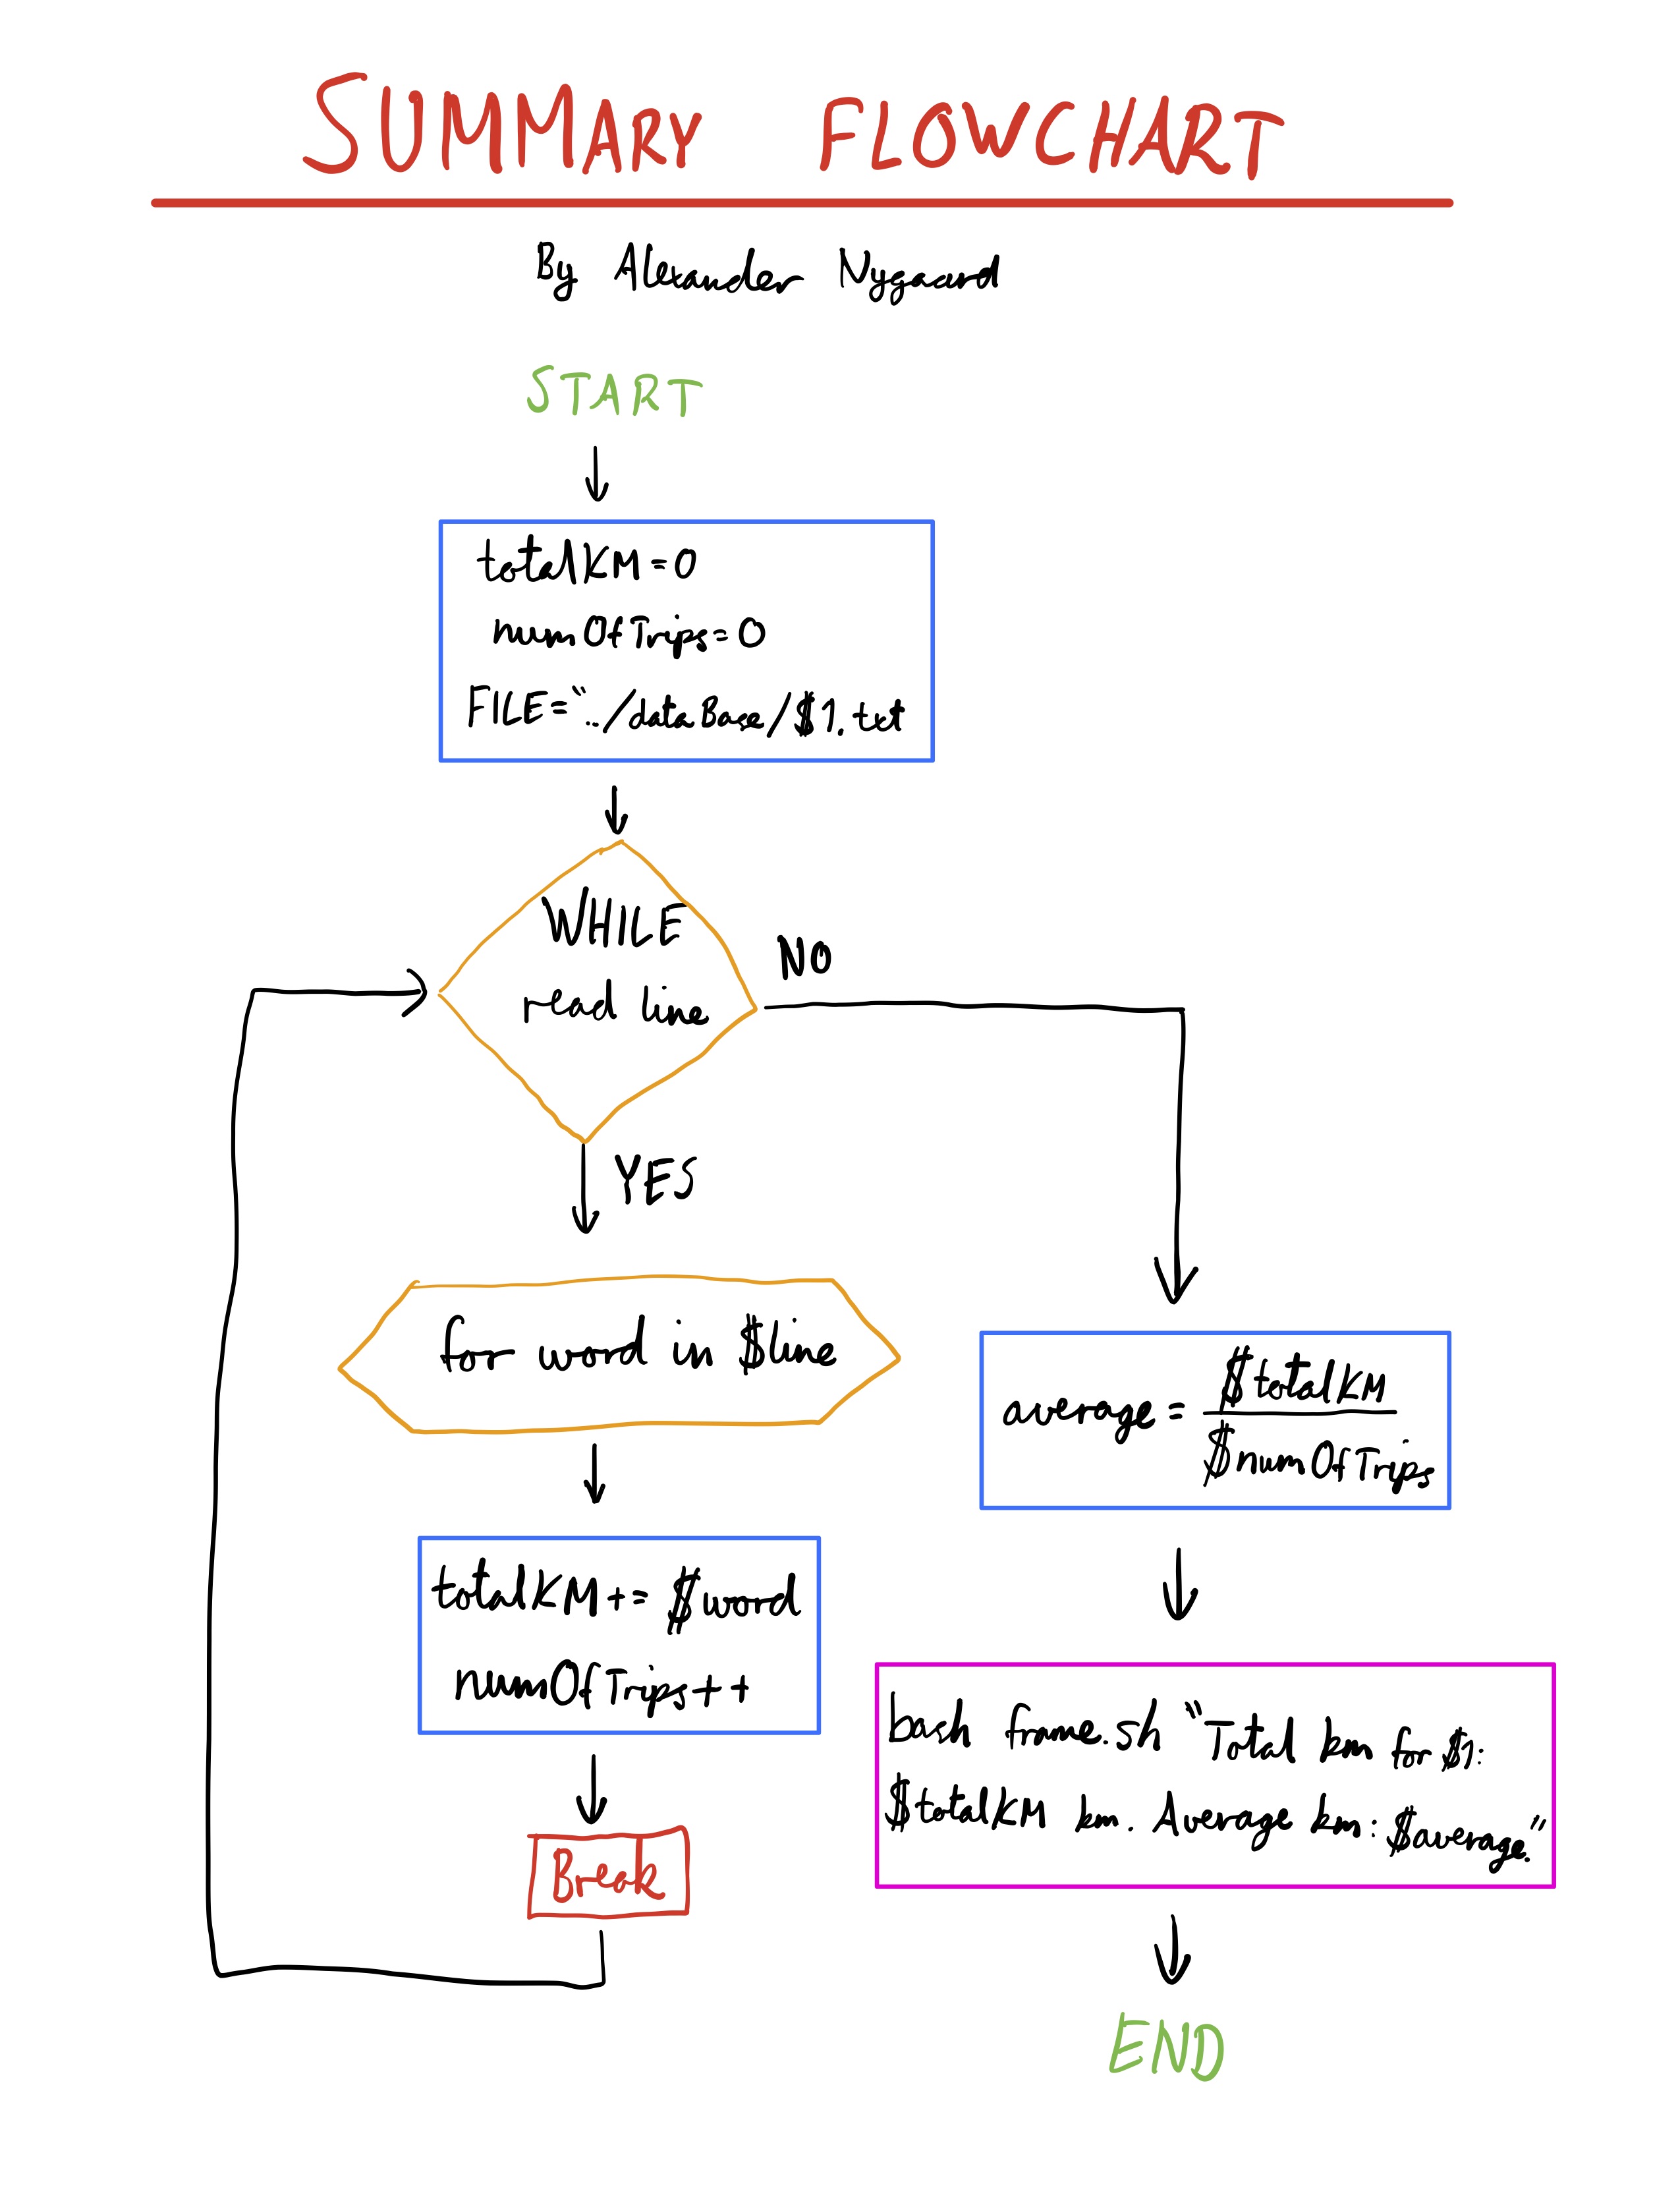 SUMMARY FLOWCHART
By Alexander Nygaard
START
totalKM=0
numOfTrips=0
FILE="../dataBase/$1.txt
WHILE
read line
NO
YES
for word in $line
average = $totalKM
$numOfTrips
totalKM+= $word
numOfTrips++
bash frame.sh "Total km for $1:
$totalKM km. Average km: $average."
Break
END